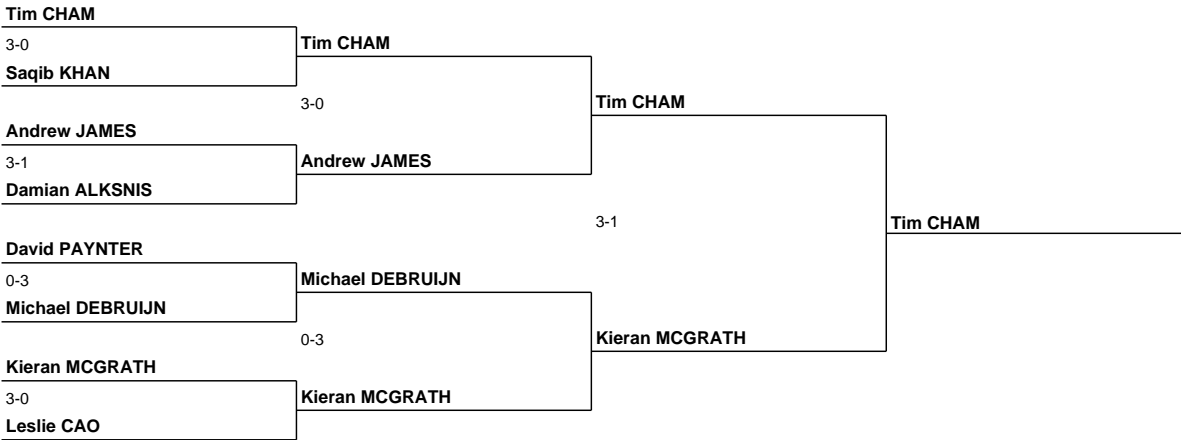 Tim CHAM
3-0
Tim CHAM
Saqib KHAN
3-0
Tim CHAM
Andrew JAMES
3-1
Andrew JAMES
Damian ALKSNIS
3-1
Tim CHAM
David PAYNTER
0-3
Michael DEBRUIJN
Michael DEBRUIJN
0-3
Kieran MCGRATH
Kieran MCGRATH
3-0
Kieran MCGRATH
Leslie CAO